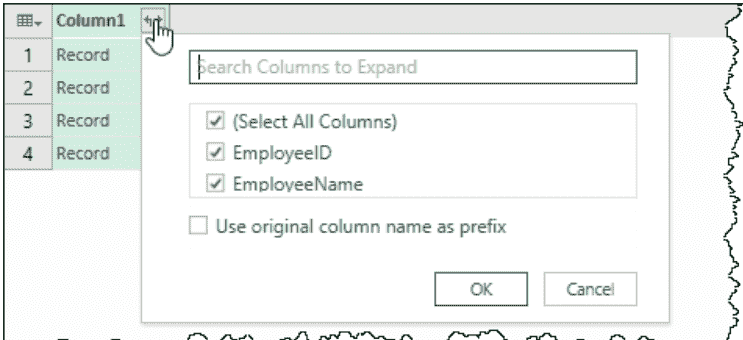 Column1
1 Record
2 Record
3 Record
4 Record
Search Columns to Expand
(Select All Columns)
EmployeeID
EmployeeName
Use original column name as prefix
OK Cancel